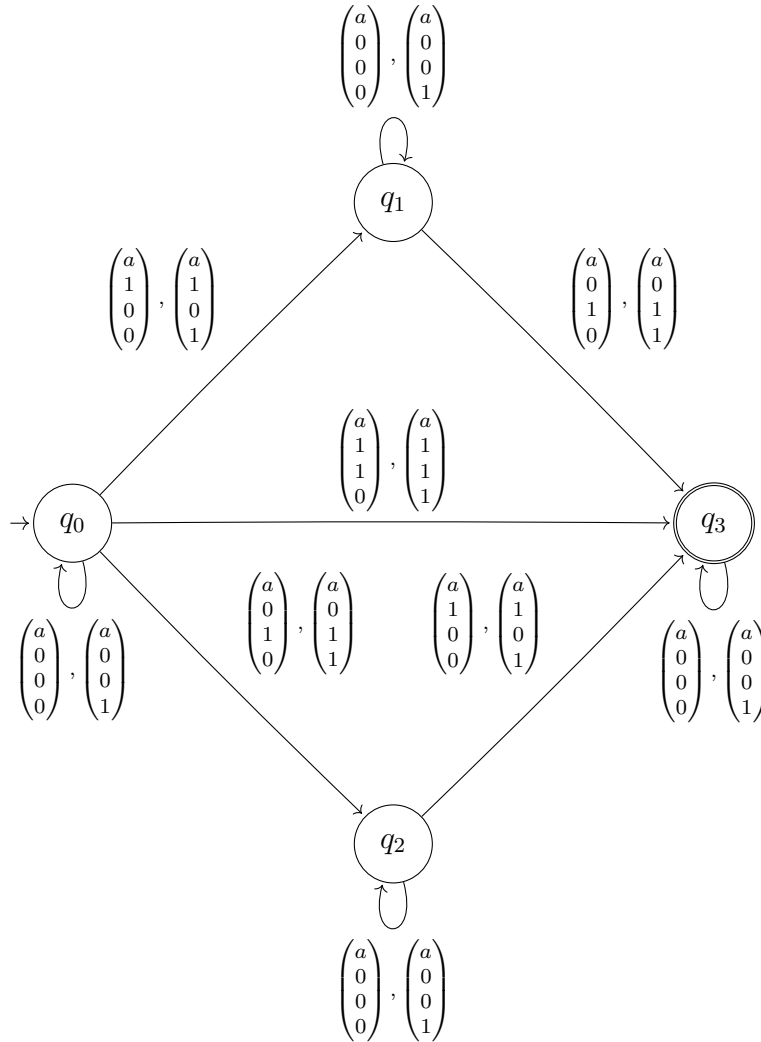 (a 0 0 0), (a 0 0 1)
q₁
(a 1 0 0), (a 1 0 1)
(a 0 1 0), (a 0 1 1)
(a 1 1 0), (a 1 1 1)
q₀
q₃
(a 0 1 0), (a 0 1 1)
(a 1 0 0), (a 1 0 1)
(a 0 0 0), (a 0 0 1)
(a 0 0 0), (a 0 0 1)
q₂
(a 0 0 0), (a 0 0 1)